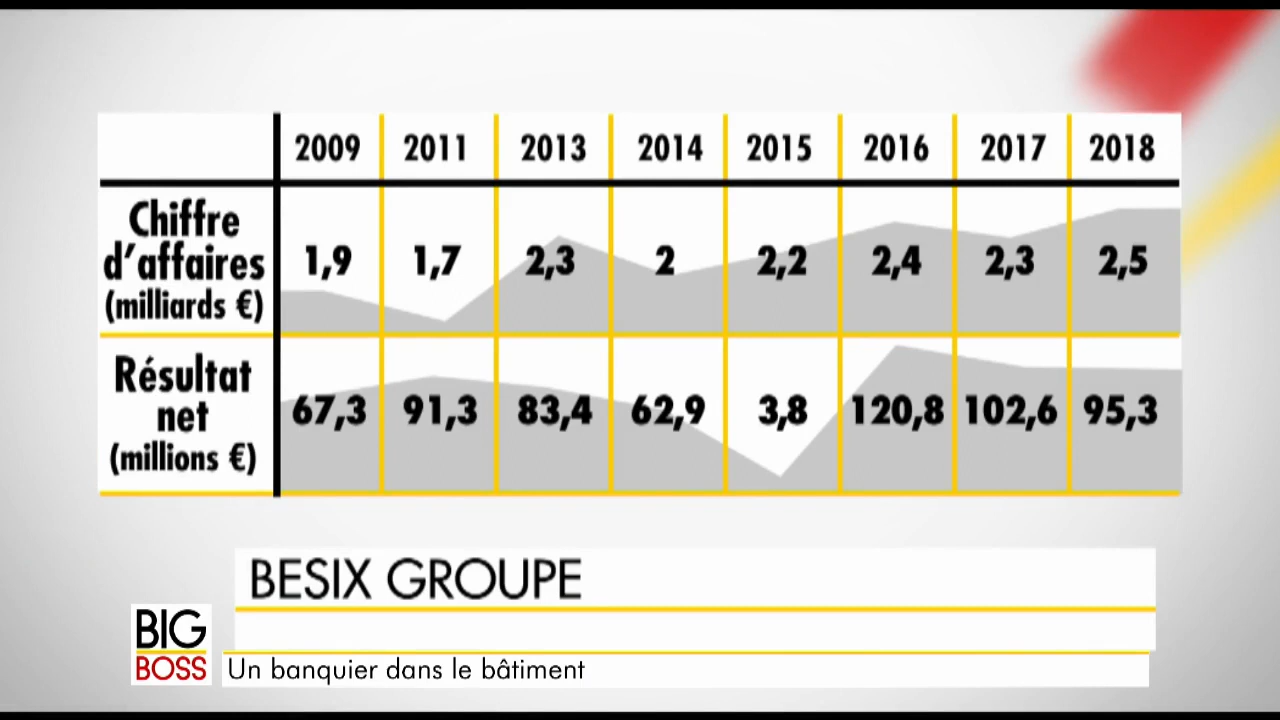 2009 2011 2013 2014 2015 2016 2017 2018
Chiffre
d'affaires
(milliards €)
1,9 1,7 2,3 2 2,2 2,4 2,3 2,5
Résultat
net
(millions €)
67,3 91,3 83,4 62,9 3,8 120,8 102,6 95,3
BESIX GROUPE
BIG
BOSS
Un banquier dans le bâtiment